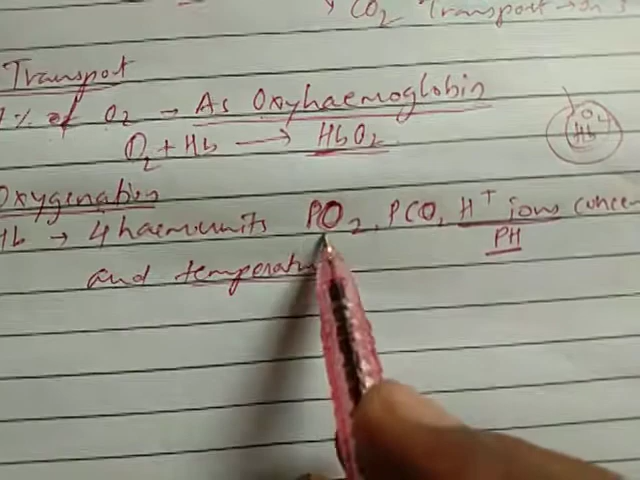 CO2 Transport
Transport
% of O2 → As Oxyhaemoglobin
O2 + Hb → HbO2
O4
Hb
Oxygenation
Hb → 4 haemunits PO2, PCO2 H+ ions concen
PH
and temperatu